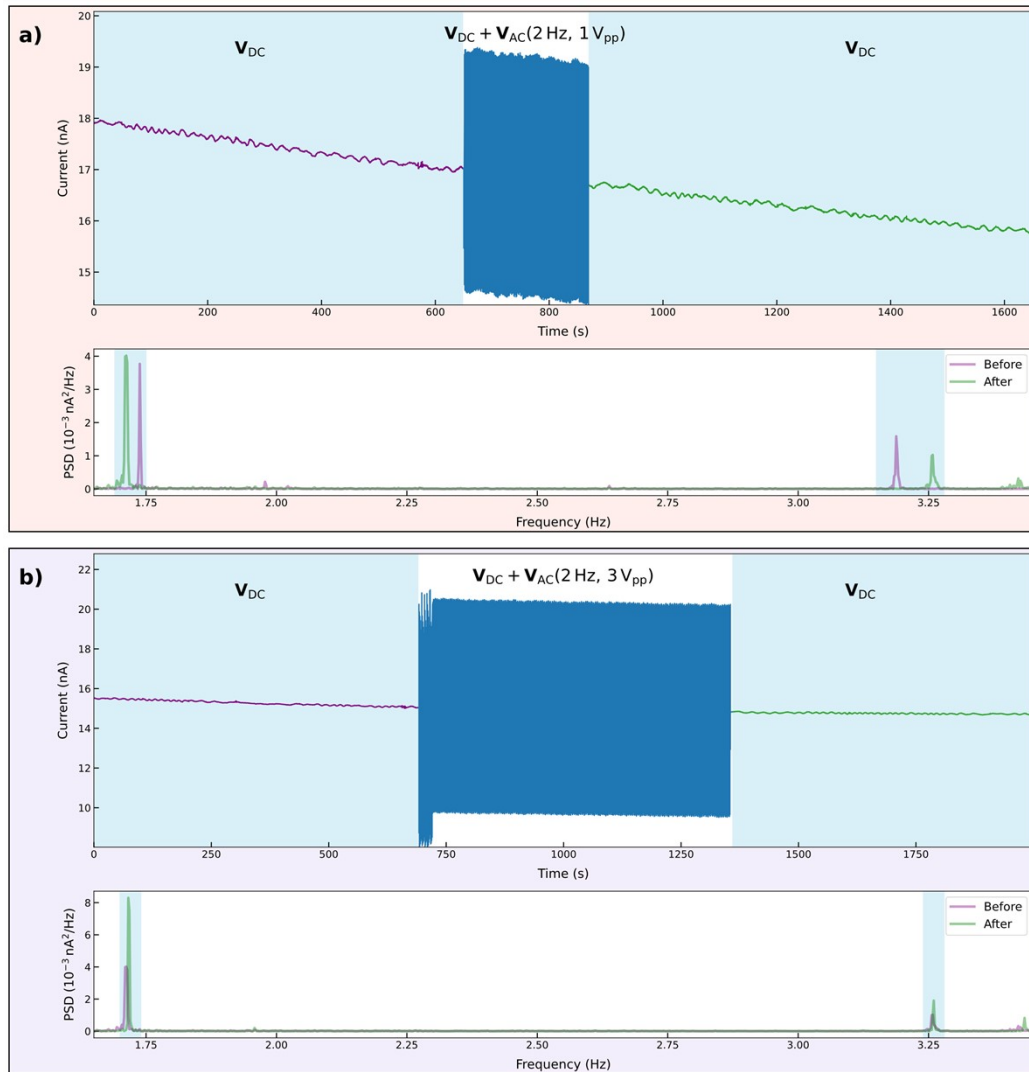 a)
V_DC
V_DC + V_AC(2 Hz, 1 V_pp)
V_DC
Current (nA)
20
19
18
17
16
15
0 200 400 600 800 1000 1200 1400 1600
Time (s)
PSD (10⁻³ nA²/Hz)
4
3
2
1
0
Before
After
1.75 2.00 2.25 2.50 2.75 3.00 3.25
Frequency (Hz)
b)
V_DC
V_DC + V_AC(2 Hz, 3 V_pp)
V_DC
Current (nA)
22
20
18
16
14
12
10
0 250 500 750 1000 1250 1500 1750
Time (s)
PSD (10⁻³ nA²/Hz)
8
6
4
2
0
Before
After
1.75 2.00 2.25 2.50 2.75 3.00 3.25
Frequency (Hz)